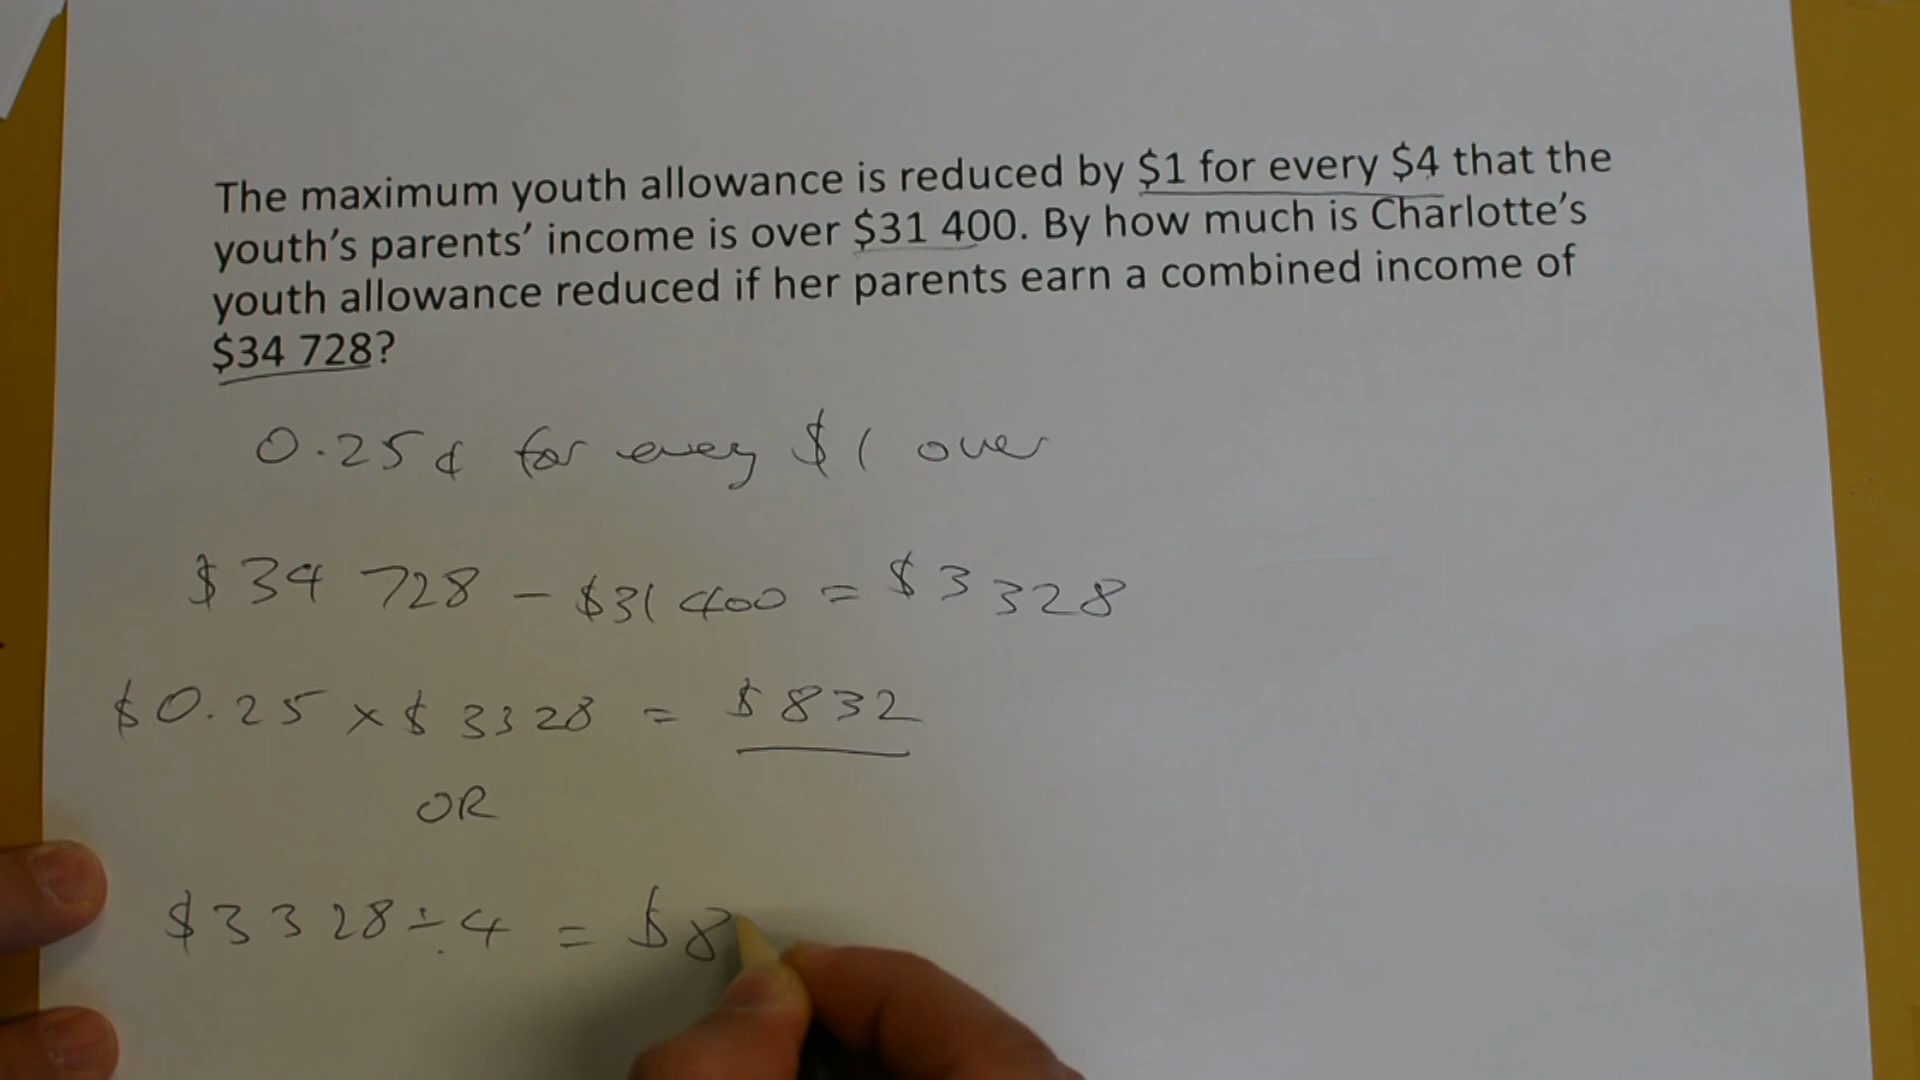 The maximum youth allowance is reduced by $1 for every $4 that the
youth's parents' income is over $31 400. By how much is Charlotte's
youth allowance reduced if her parents earn a combined income of
$34 728?
0.25¢ for every $1 over
$34 728 - $31 400 = $3 328
$0.25 × $ 3328 = $832
OR
$3328 ÷ 4 = $8